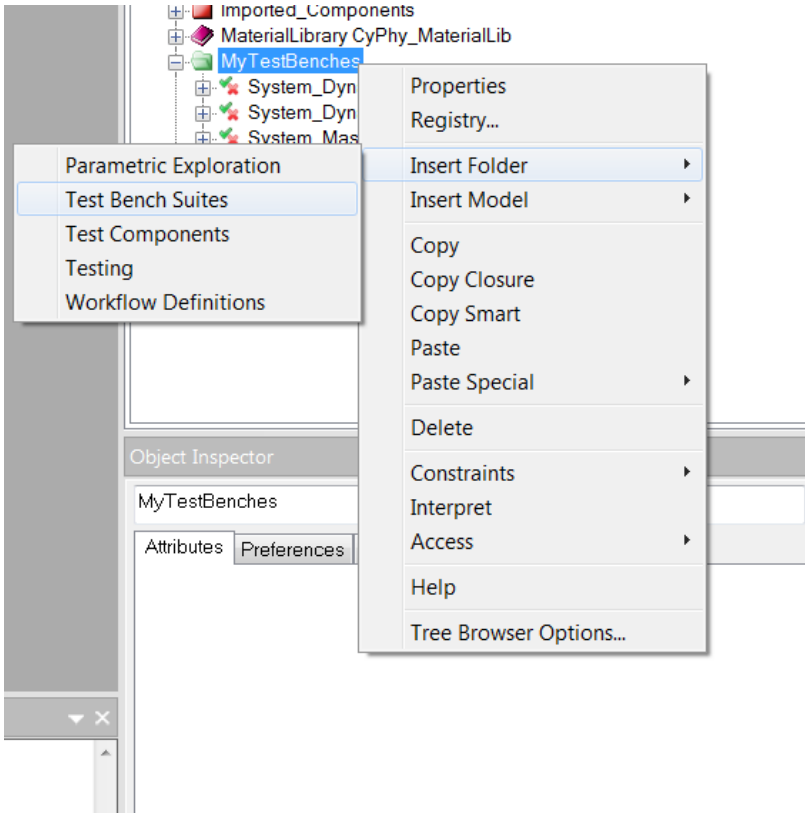 Imported_Components
MaterialLibrary CyPhy_MaterialLib
MyTestBenches
System_Dyn
System_Dyn
System_Mas
Properties
Registry...
Insert Folder
Insert Model
Copy
Copy Closure
Copy Smart
Paste
Paste Special
Delete
Constraints
Interpret
Access
Help
Tree Browser Options...
Parametric Exploration
Test Bench Suites
Test Components
Testing
Workflow Definitions
Object Inspector
MyTestBenches
Attributes Preferences